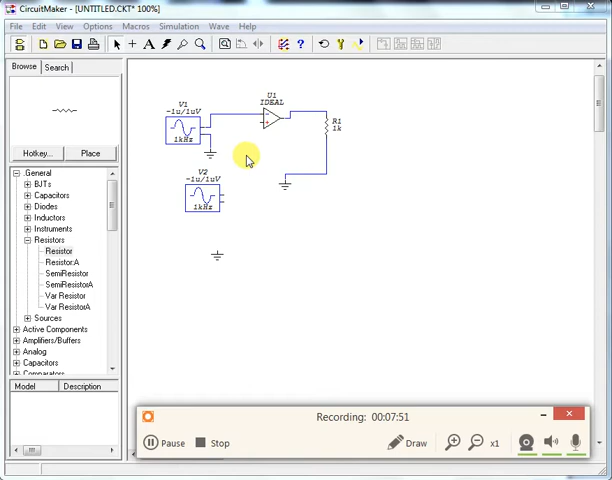 CircuitMaker - [UNTITLED.CKT* 100%]
File Edit View Options Macros Simulation Wave Help
Browse Search
Hotkey... Place
.General
BJTs
Capacitors
Diodes
Inductors
Instruments
Resistors
Resistor
Resistor:A
SemiResistor
SemiResistorA
Var Resistor
Var ResistorA
Sources
Active Components
Amplifiers/Buffers
Analog
Capacitors
Comparators
Model Description
V1
-1u/1uV
1kHz
U1
IDEAL
R1
1k
V2
-1u/1uV
1kHz
Recording: 00:07:51
Pause Stop Draw x1